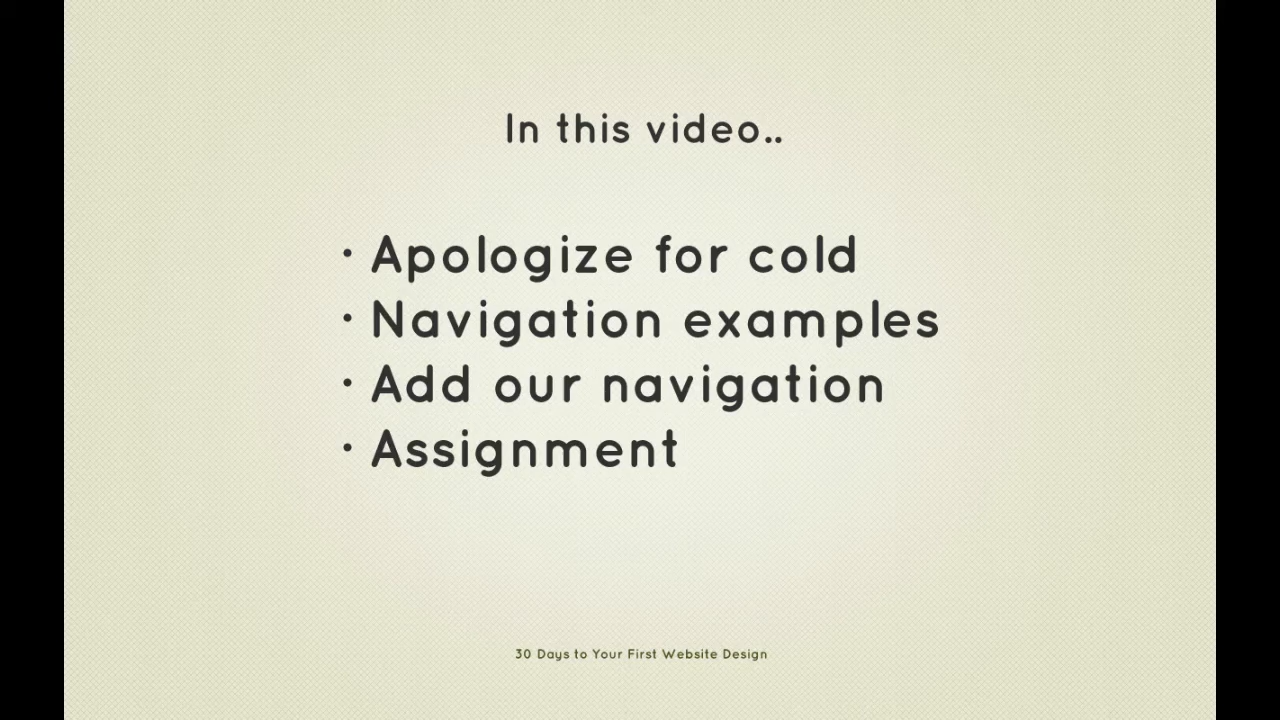 In this video..
• Apologize for cold
• Navigation examples
• Add our navigation
• Assignment
30 Days to Your First Website Design